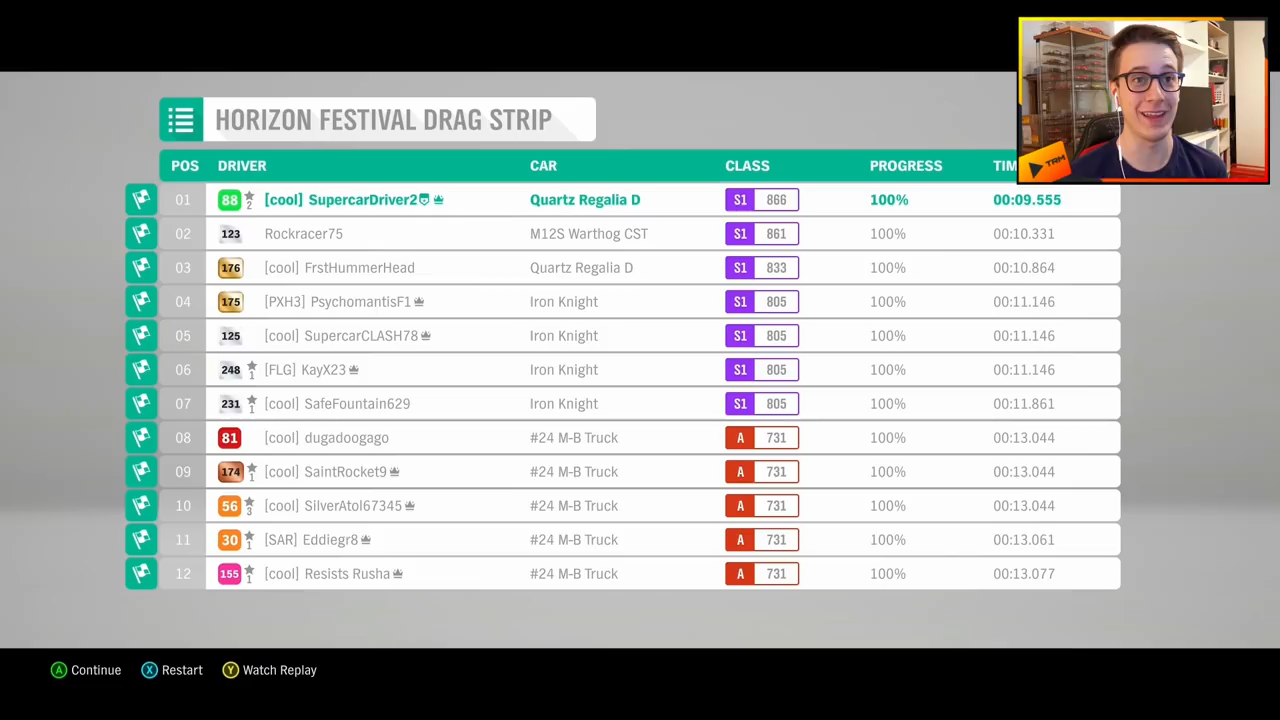 HORIZON FESTIVAL DRAG STRIP
TRM
POS DRIVER CAR CLASS PROGRESS TIM
01 88 2 [cool] SupercarDriver2 Quartz Regalia D S1 866 100% 00:09.555
02 123 Rockracer75 M12S Warthog CST S1 861 100% 00:10.331
03 176 [cool] FrstHummerHead Quartz Regalia D S1 833 100% 00:10.864
04 175 [PXH3] PsychomantisF1 Iron Knight S1 805 100% 00:11.146
05 125 [cool] SupercarCLASH78 Iron Knight S1 805 100% 00:11.146
06 248 1 [FLG] KayX23 Iron Knight S1 805 100% 00:11.146
07 231 1 [cool] SafeFountain629 Iron Knight S1 805 100% 00:11.861
08 81 [cool] dugadoogago #24 M-B Truck A 731 100% 00:13.044
09 174 1 [cool] SaintRocket9 #24 M-B Truck A 731 100% 00:13.044
10 56 3 [cool] SilverAtol67345 #24 M-B Truck A 731 100% 00:13.044
11 30 1 [SAR] Eddiegr8 #24 M-B Truck A 731 100% 00:13.061
12 155 1 [cool] Resists Rusha #24 M-B Truck A 731 100% 00:13.077
A Continue X Restart Y Watch Replay